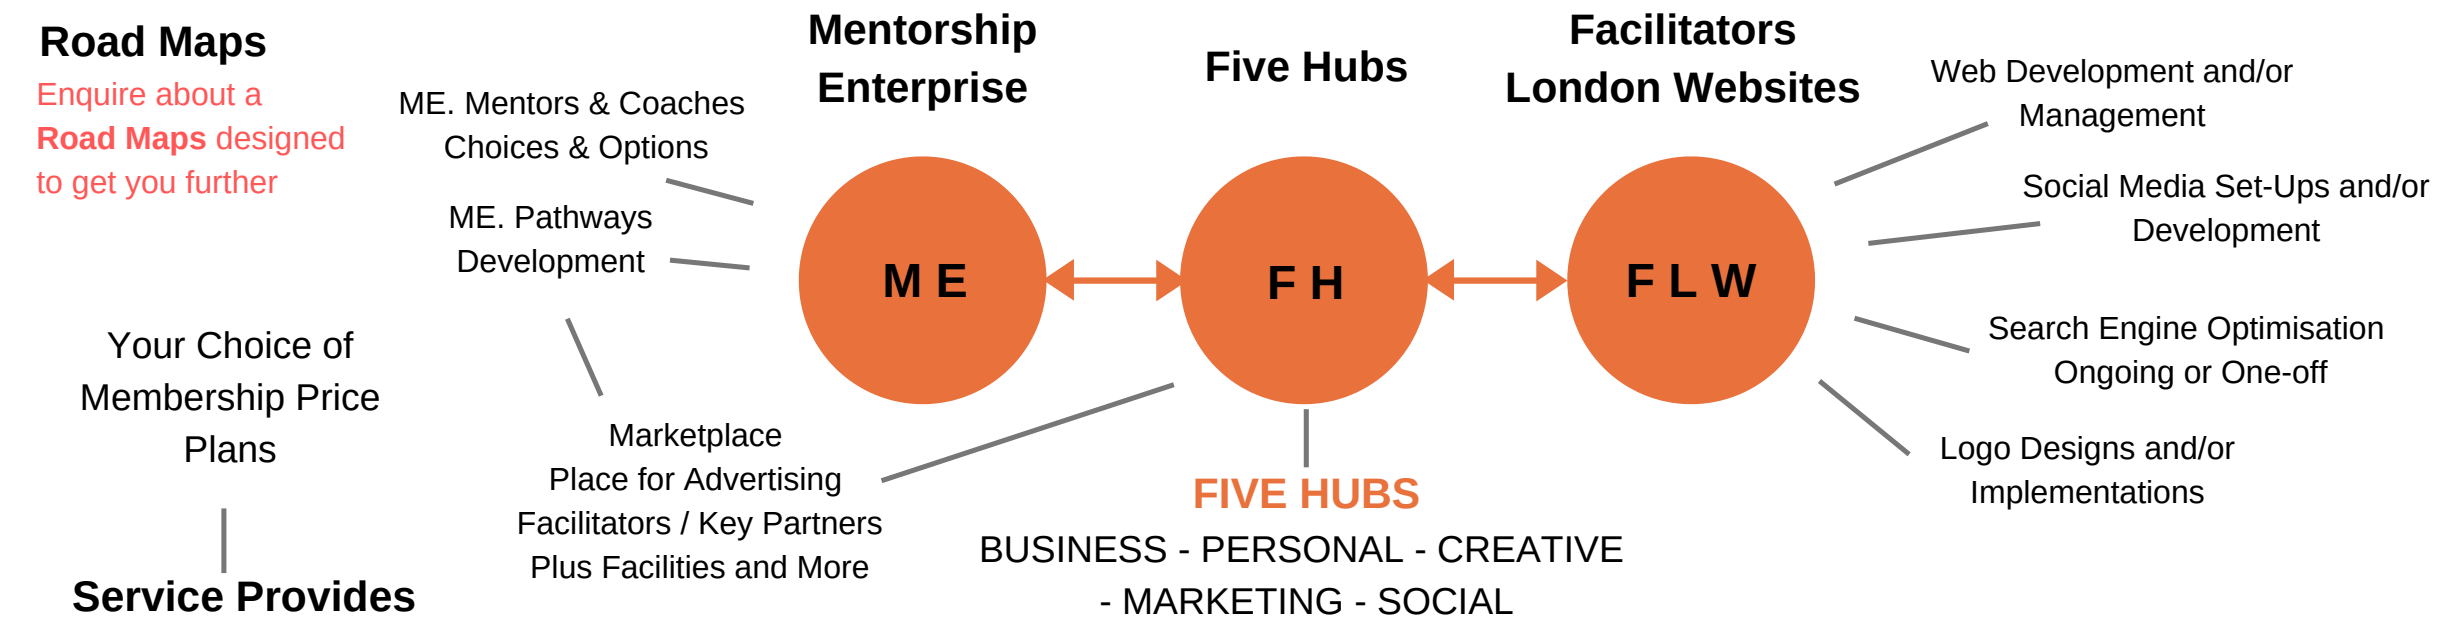 Road Maps
Enquire about a
Road Maps designed
to get you further
Your Choice of
Membership Price
Plans
Service Provides
ME. Mentors & Coaches
Choices & Options
ME. Pathways
Development
Marketplace
Place for Advertising
Facilitators / Key Partners
Plus Facilities and More
Mentorship
Enterprise
M E
Five Hubs
F H
FIVE HUBS
BUSINESS - PERSONAL - CREATIVE
- MARKETING - SOCIAL
Facilitators
London Websites
F L W
Web Development and/or
Management
Social Media Set-Ups and/or
Development
Search Engine Optimisation
Ongoing or One-off
Logo Designs and/or
Implementations